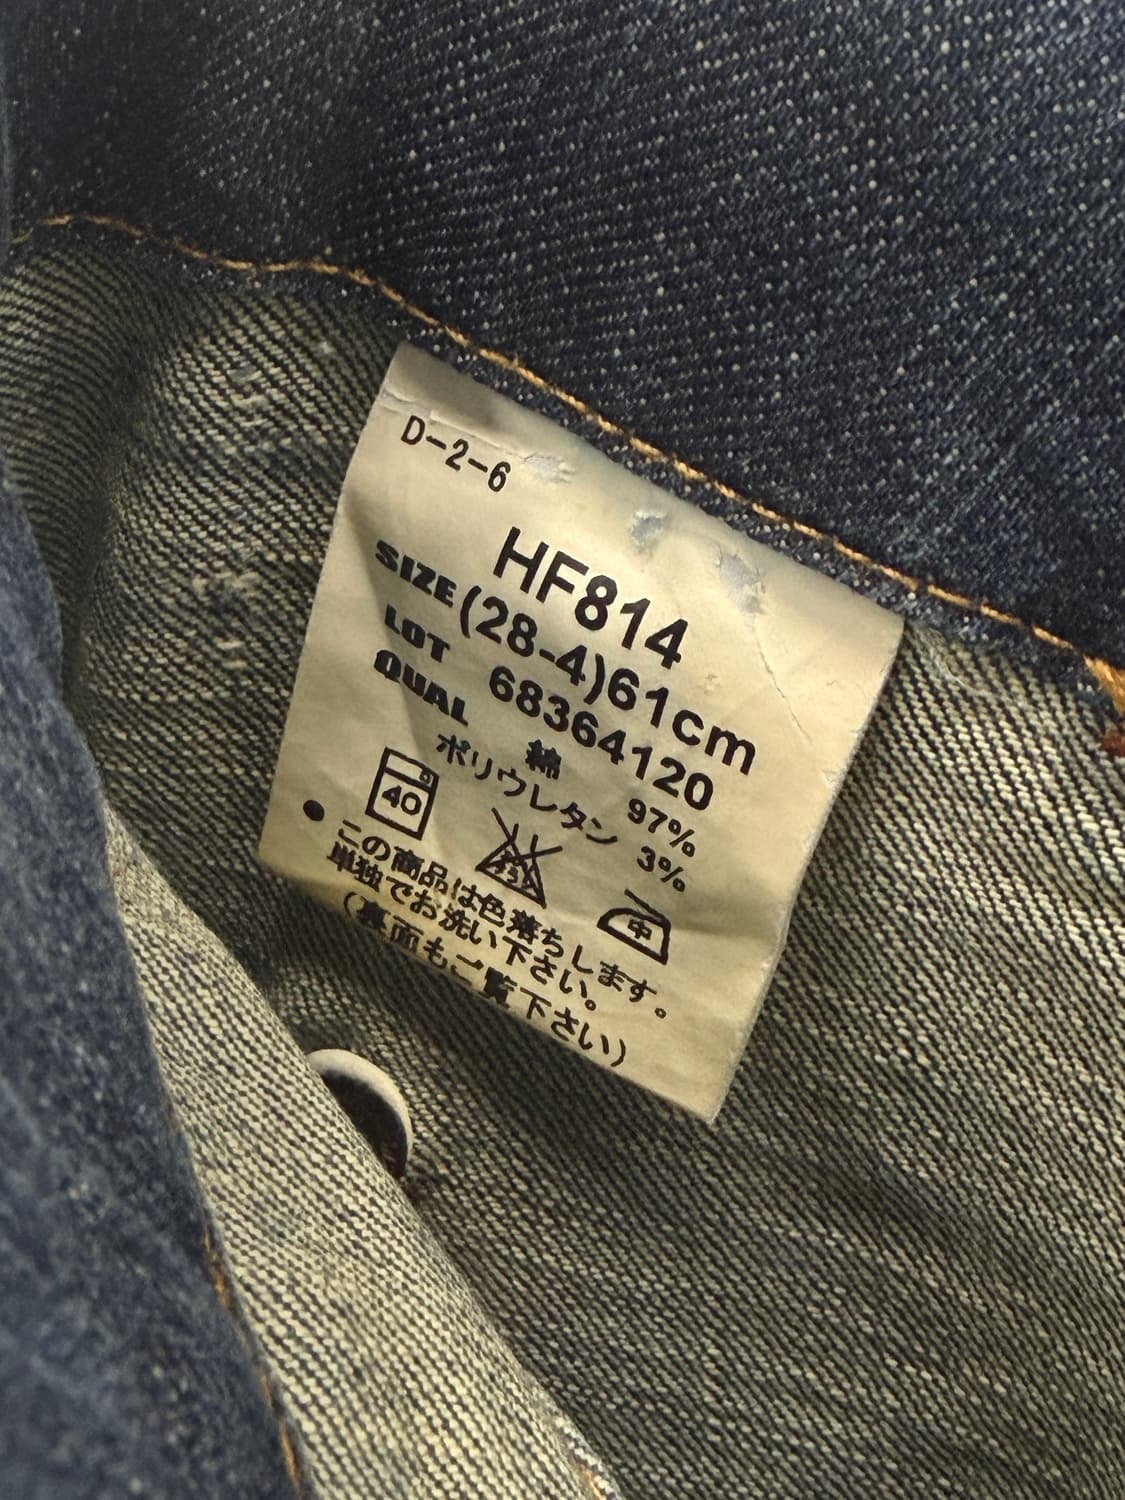 D-2-6
HF814
SIZE (28-4)61cm
LOT 68364120
QUAL 綿 97%
ポリウレタン 3%
40 中
●この商品は色落ちします。
単独でお洗い下さい。
(裏面もご覧下さい)